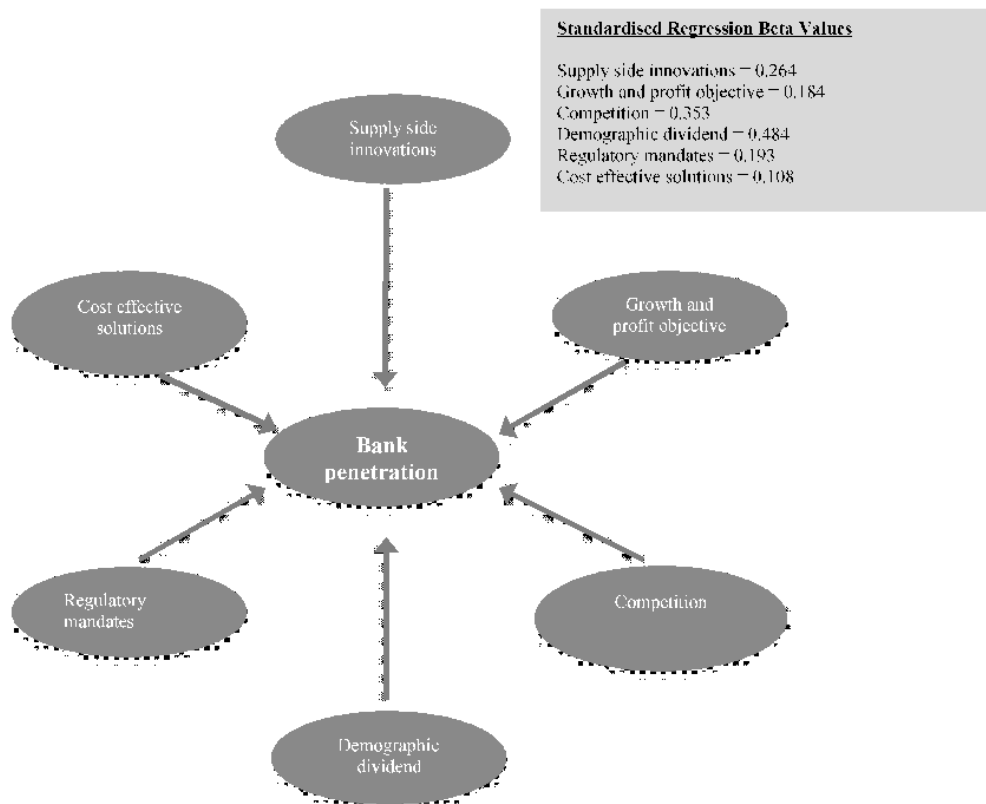 Standardised Regression Beta Values
Supply side innovations = 0.264
Growth and profit objective = 0.184
Competition = 0.353
Demographic dividend = 0.484
Regulatory mandates = 0.193
Cost effective solutions = 0.108
Supply side
innovations
Cost effective
solutions
Growth and
profit objective
Bank
penetration
Regulatory
mandates
Competition
Demographic
dividend